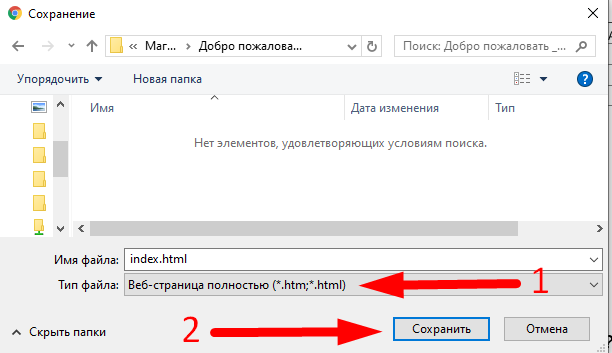 Сохранение
« Маг... › Добро пожалова...
Поиск: Добро пожаловать _...
Упорядочить
Новая папка
?
Имя
Дата изменения
Тип
Нет элементов, удовлетворяющих условиям поиска.
Имя файла:
index.html
Тип файла:
Веб-страница полностью (*.htm;*.html)
1
Скрыть папки
2
Сохранить
Отмена